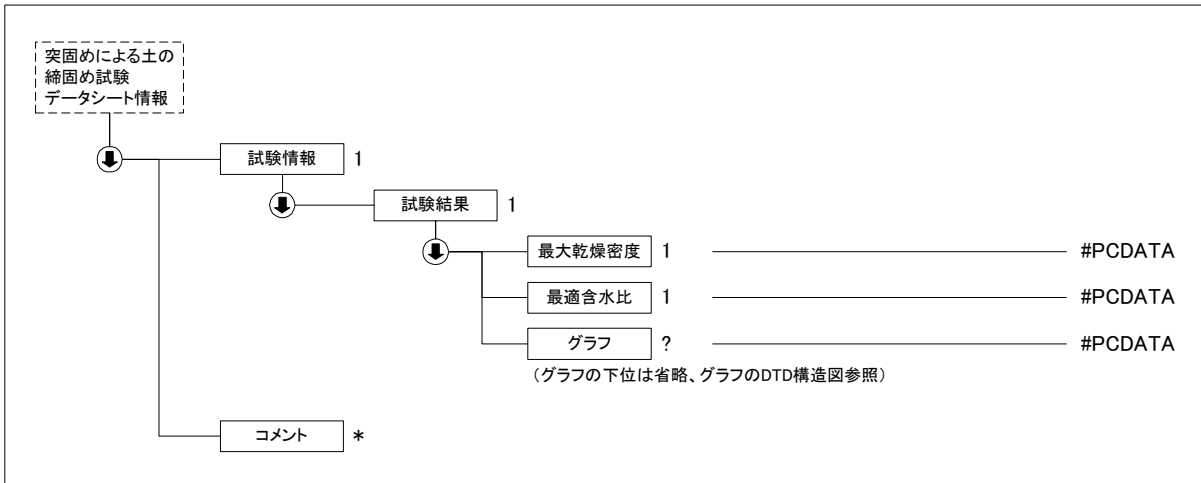 突固めによる土の
締固め試験
データシート情報
試験情報 1
試験結果 1
最大乾燥密度 1 #PCDATA
最適含水比 1 #PCDATA
グラフ ? #PCDATA
（グラフの下位は省略、グラフのDTD構造図参照）
コメント *